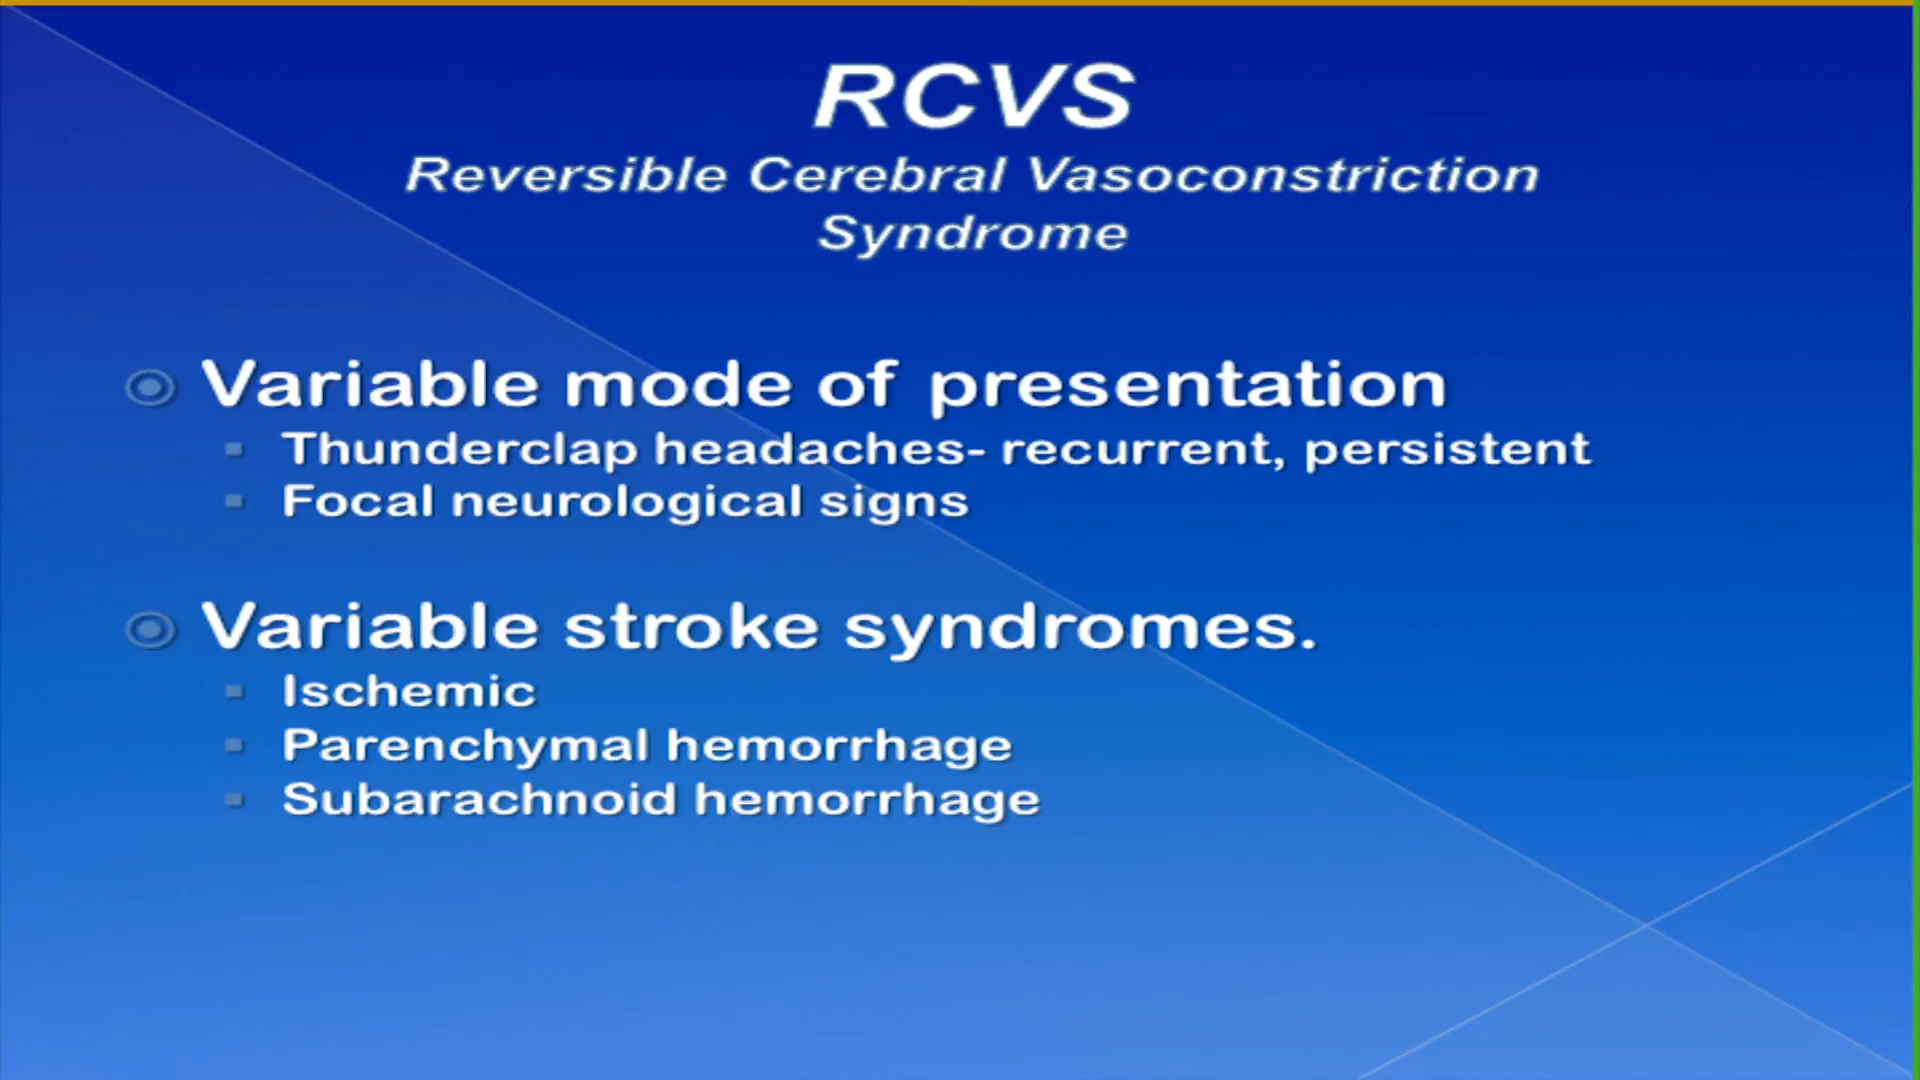 RCVS
Reversible Cerebral Vasoconstriction
Syndrome
Variable mode of presentation
Thunderclap headaches- recurrent, persistent
Focal neurological signs
Variable stroke syndromes.
Ischemic
Parenchymal hemorrhage
Subarachnoid hemorrhage